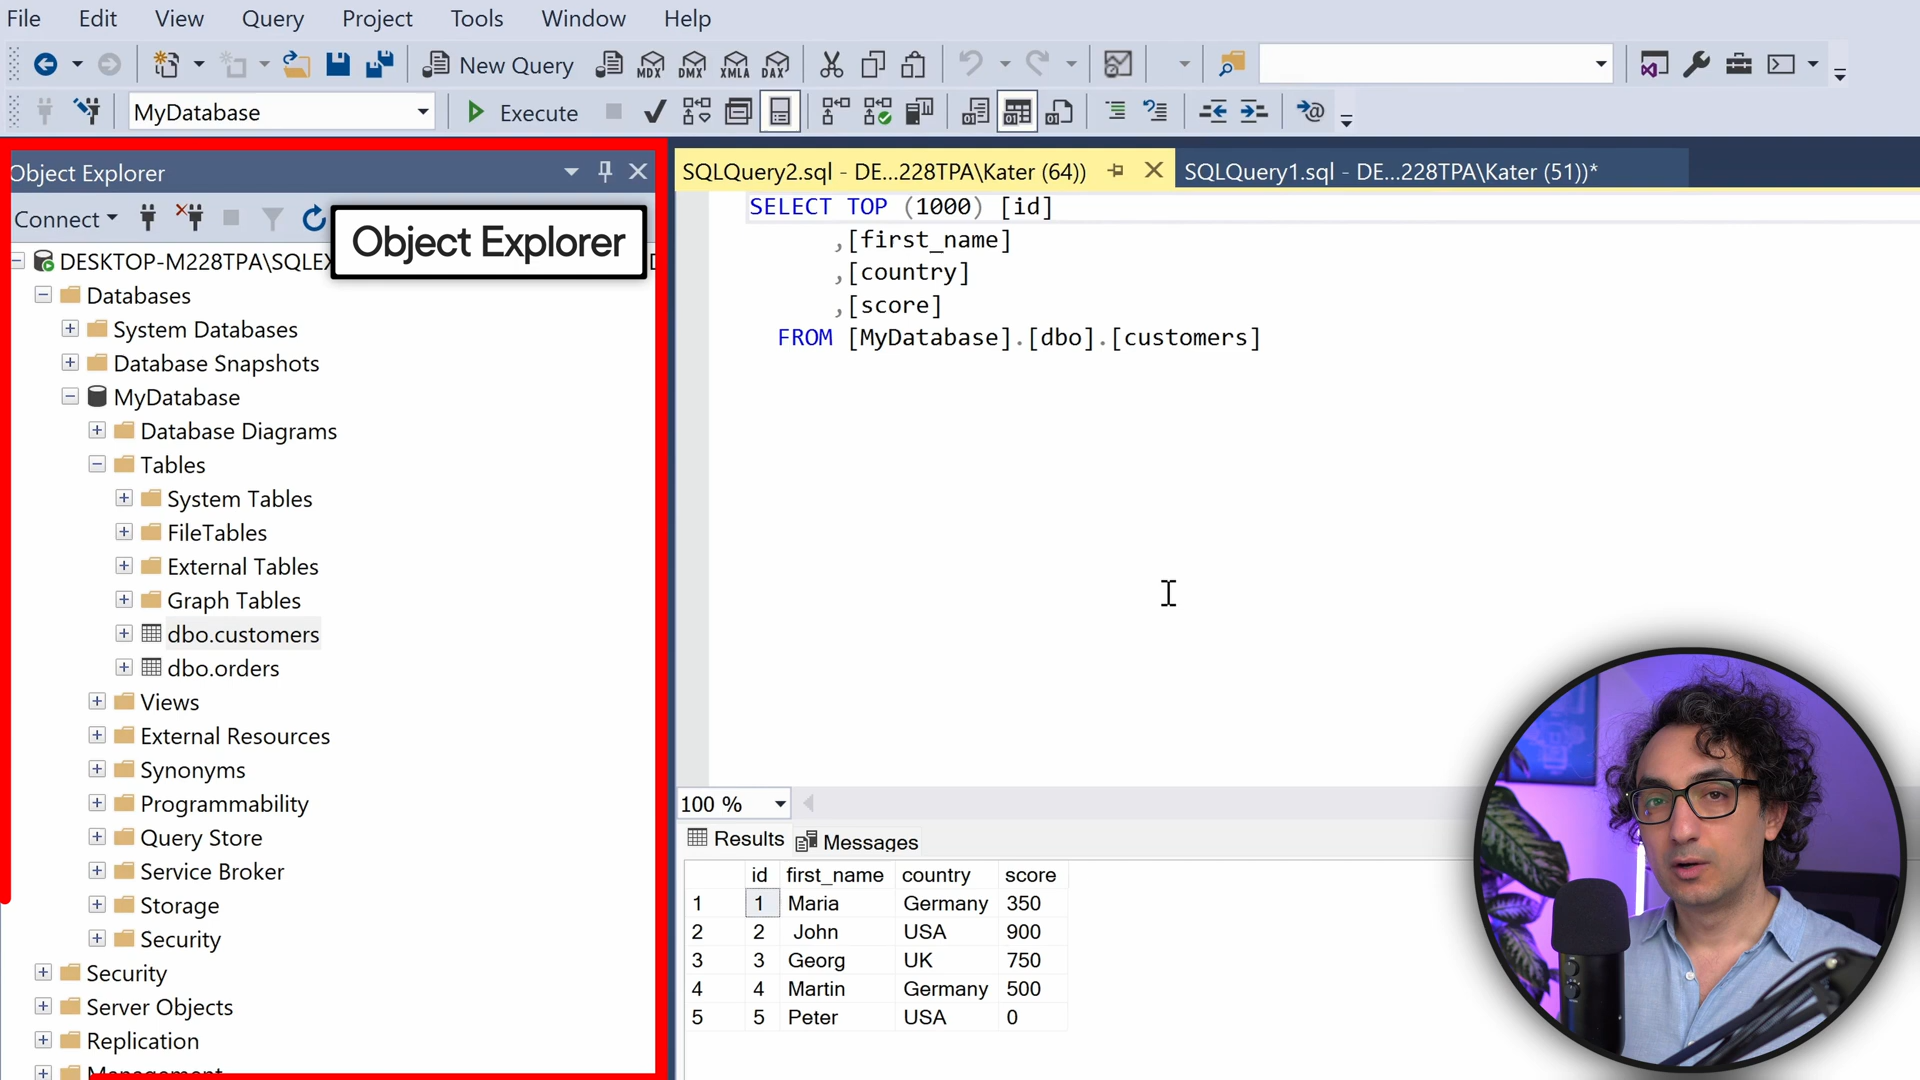 File Edit View Query Project Tools Window Help
New Query MDX DMX XMLA DAX
MyDatabase Execute
Object Explorer
Connect
Object Explorer
DESKTOP-M228TPA\SQLEX
Databases
System Databases
Database Snapshots
MyDatabase
Database Diagrams
Tables
System Tables
FileTables
External Tables
Graph Tables
dbo.customers
dbo.orders
Views
External Resources
Synonyms
Programmability
Query Store
Service Broker
Storage
Security
Security
Server Objects
Replication
Management
SQLQuery2.sql - DE...228TPA\Kater (64)) SQLQuery1.sql - DE...228TPA\Kater (51))*
SELECT TOP (1000) [id]
,[first_name]
,[country]
,[score]
FROM [MyDatabase].[dbo].[customers]
100 %
Results Messages
id first_name country score
1 1 Maria Germany 350
2 2 John USA 900
3 3 Georg UK 750
4 4 Martin Germany 500
5 5 Peter USA 0